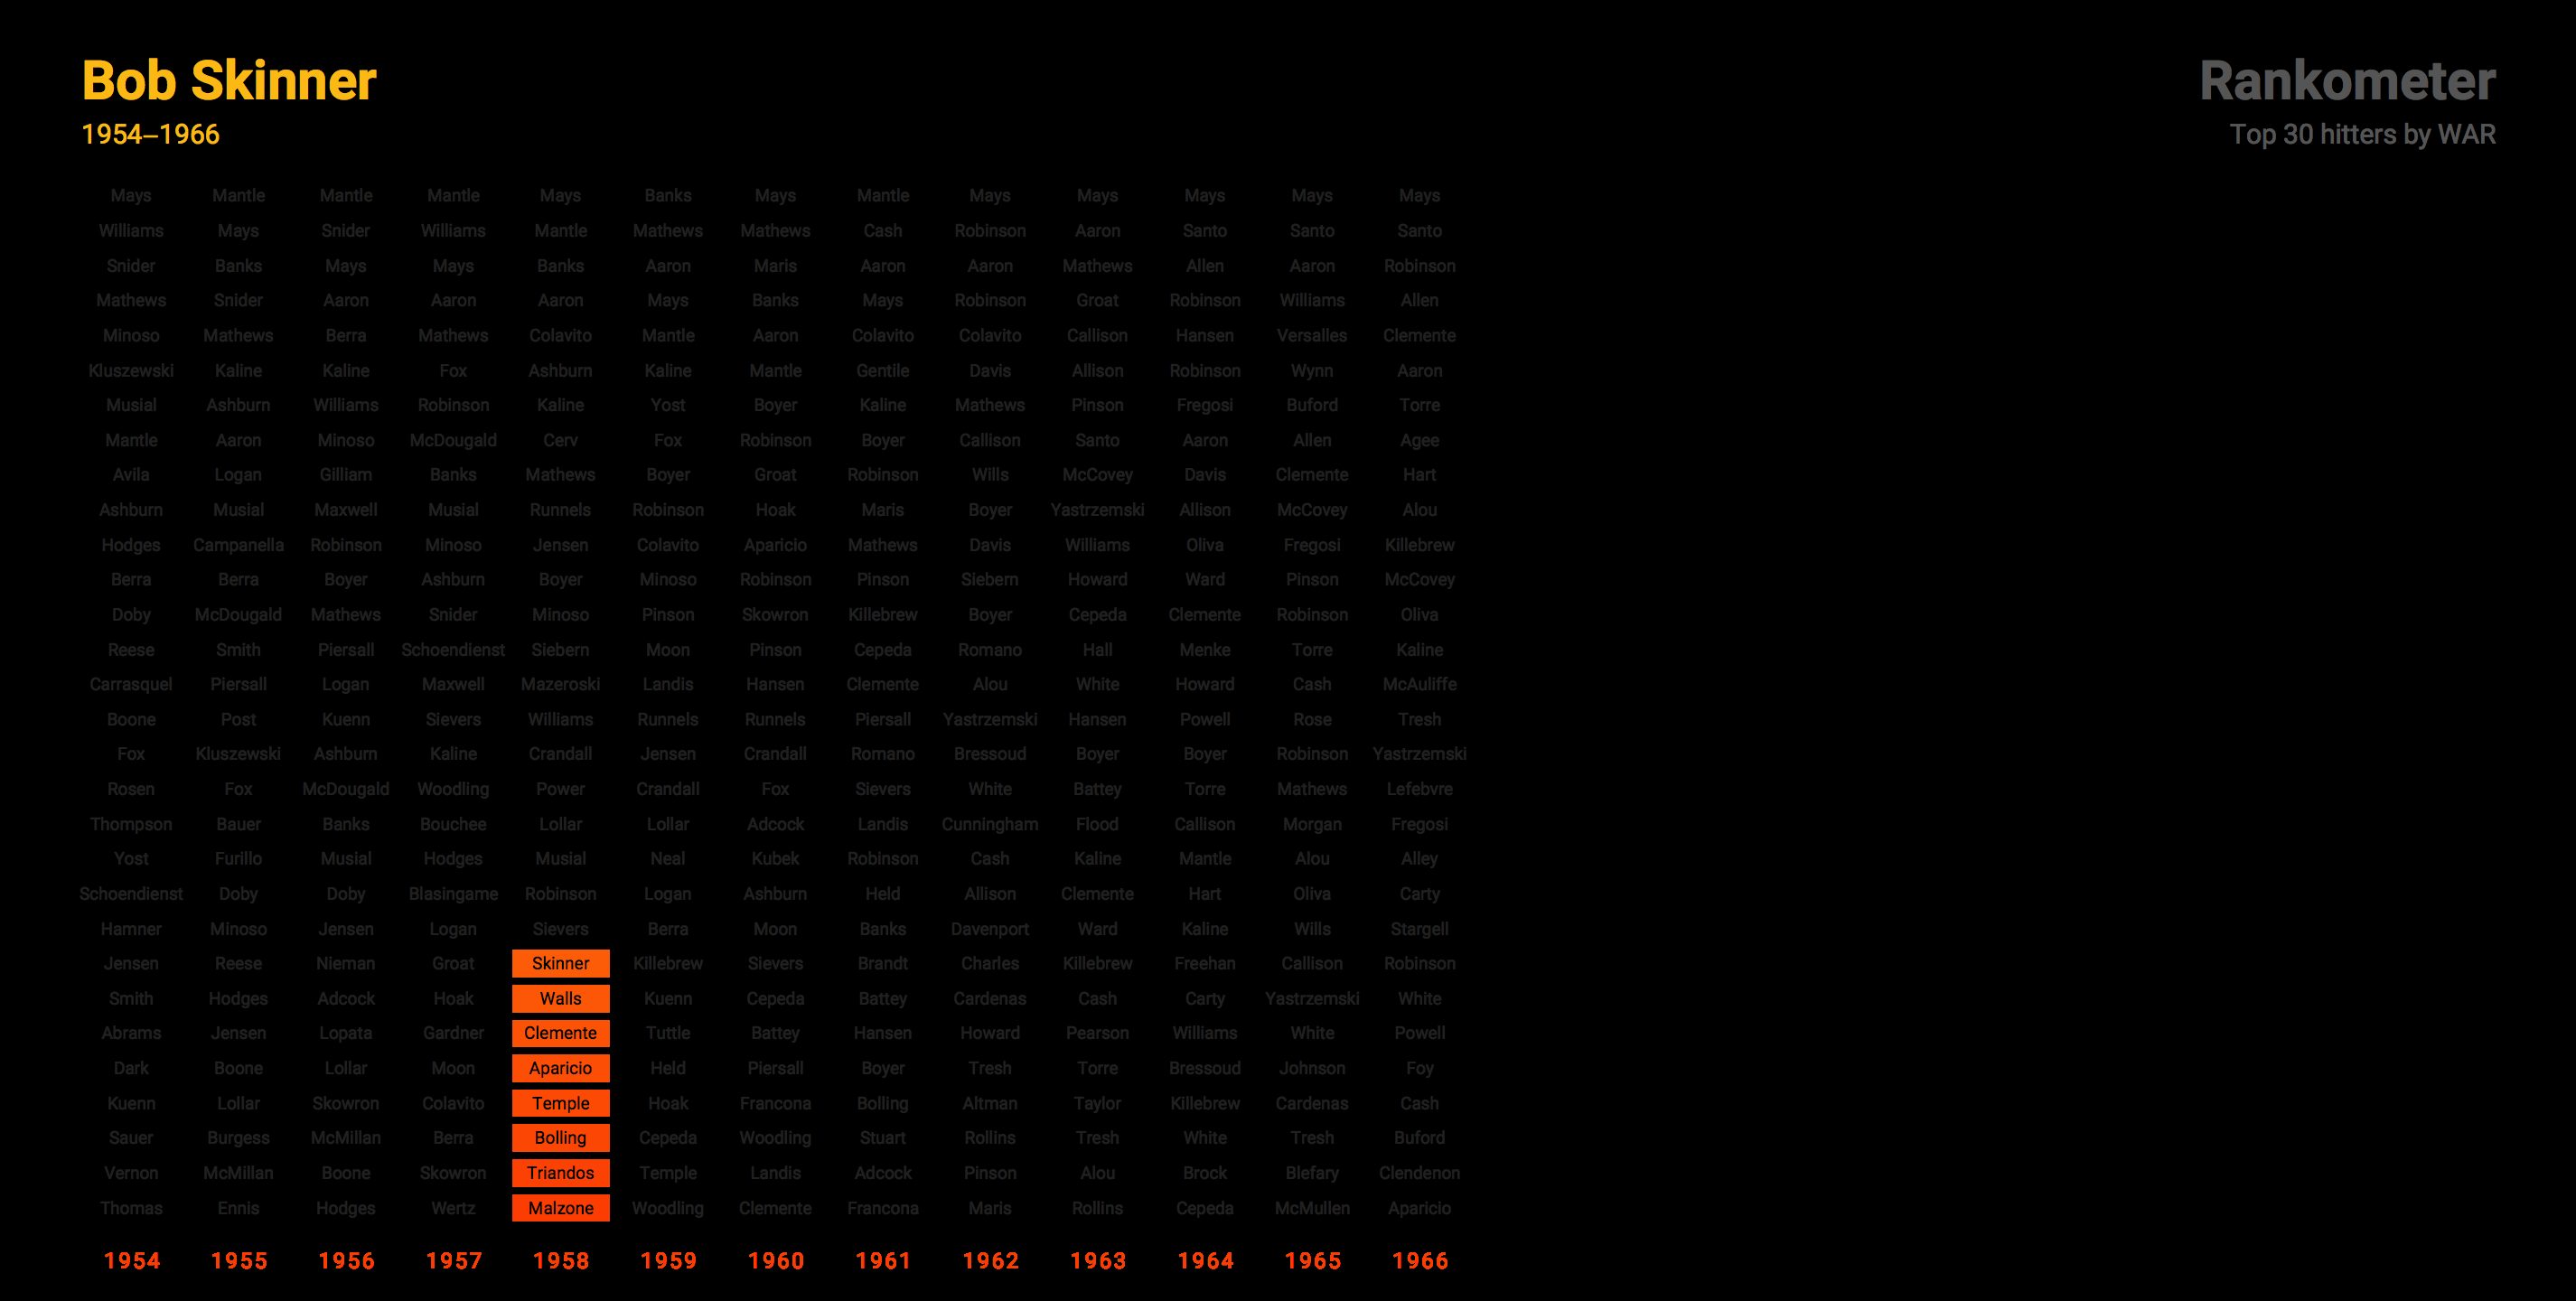 Bob Skinner
1954–1966
Rankometer
Top 30 hitters by WAR
Mays Mantle Mantle Mantle Mays Banks Mays Mantle Mays Mays Mays Mays Mays
Williams Mays Snider Williams Mantle Mathews Mathews Cash Robinson Aaron Santo Santo Santo
Snider Banks Mays Mays Banks Aaron Maris Aaron Aaron Mathews Allen Aaron Robinson
Mathews Snider Aaron Aaron Aaron Mays Banks Mays Robinson Groat Robinson Williams Allen
Minoso Mathews Berra Mathews Colavito Mantle Aaron Colavito Colavito Callison Hansen Versalles Clemente
Kluszewski Kaline Kaline Fox Ashburn Kaline Mantle Gentile Davis Allison Robinson Wynn Aaron
Musial Ashburn Williams Robinson Kaline Yost Boyer Kaline Mathews Pinson Fregosi Buford Torre
Mantle Aaron Minoso McDougald Cerv Fox Robinson Boyer Callison Santo Aaron Allen Agee
Avila Logan Gilliam Banks Mathews Boyer Groat Robinson Wills McCovey Davis Clemente Hart
Ashburn Musial Maxwell Musial Runnels Robinson Hoak Maris Boyer Yastrzemski Allison McCovey Alou
Hodges Campanella Robinson Minoso Jensen Colavito Aparicio Mathews Davis Williams Oliva Fregosi Killebrew
Berra Berra Boyer Ashburn Boyer Minoso Robinson Pinson Siebern Howard Ward Pinson McCovey
Doby McDougald Mathews Snider Minoso Pinson Skowron Killebrew Boyer Cepeda Clemente Robinson Oliva
Reese Smith Piersall Schoendienst Siebern Moon Pinson Cepeda Romano Hall Menke Torre Kaline
Carrasquel Piersall Logan Maxwell Mazeroski Landis Hansen Clemente Alou White Howard Cash McAuliffe
Boone Post Kuenn Sievers Williams Runnels Runnels Piersall Yastrzemski Hansen Powell Rose Tresh
Fox Kluszewski Ashburn Kaline Crandall Jensen Crandall Romano Bressoud Boyer Boyer Robinson Yastrzemski
Rosen Fox McDougald Woodling Power Crandall Fox Sievers White Battey Torre Mathews Lefebvre
Thompson Bauer Banks Bouchee Lollar Lollar Adcock Landis Cunningham Flood Callison Morgan Fregosi
Yost Furillo Musial Hodges Musial Neal Kubek Robinson Cash Kaline Mantle Alou Alley
Schoendienst Doby Doby Blasingame Robinson Logan Ashburn Held Allison Clemente Hart Oliva Carty
Hamner Minoso Jensen Logan Sievers Berra Moon Banks Davenport Ward Kaline Wills Stargell
Jensen Reese Nieman Groat Skinner Killebrew Sievers Brandt Charles Killebrew Freehan Callison Robinson
Smith Hodges Adcock Hoak Walls Kuenn Cepeda Battey Cardenas Cash Carty Yastrzemski White
Abrams Jensen Lopata Gardner Clemente Tuttle Battey Hansen Howard Pearson Williams White Powell
Dark Boone Lollar Moon Aparicio Held Piersall Boyer Tresh Torre Bressoud Johnson Foy
Kuenn Lollar Skowron Colavito Temple Hoak Francona Bolling Altman Taylor Killebrew Cardenas Cash
Sauer Burgess McMillan Berra Bolling Cepeda Woodling Stuart Rollins Tresh White Tresh Buford
Vernon McMillan Boone Skowron Triandos Temple Landis Adcock Pinson Alou Brock Blefary Clendenon
Thomas Ennis Hodges Wertz Malzone Woodling Clemente Francona Maris Rollins Cepeda McMullen Aparicio
1954 1955 1956 1957 1958 1959 1960 1961 1962 1963 1964 1965 1966